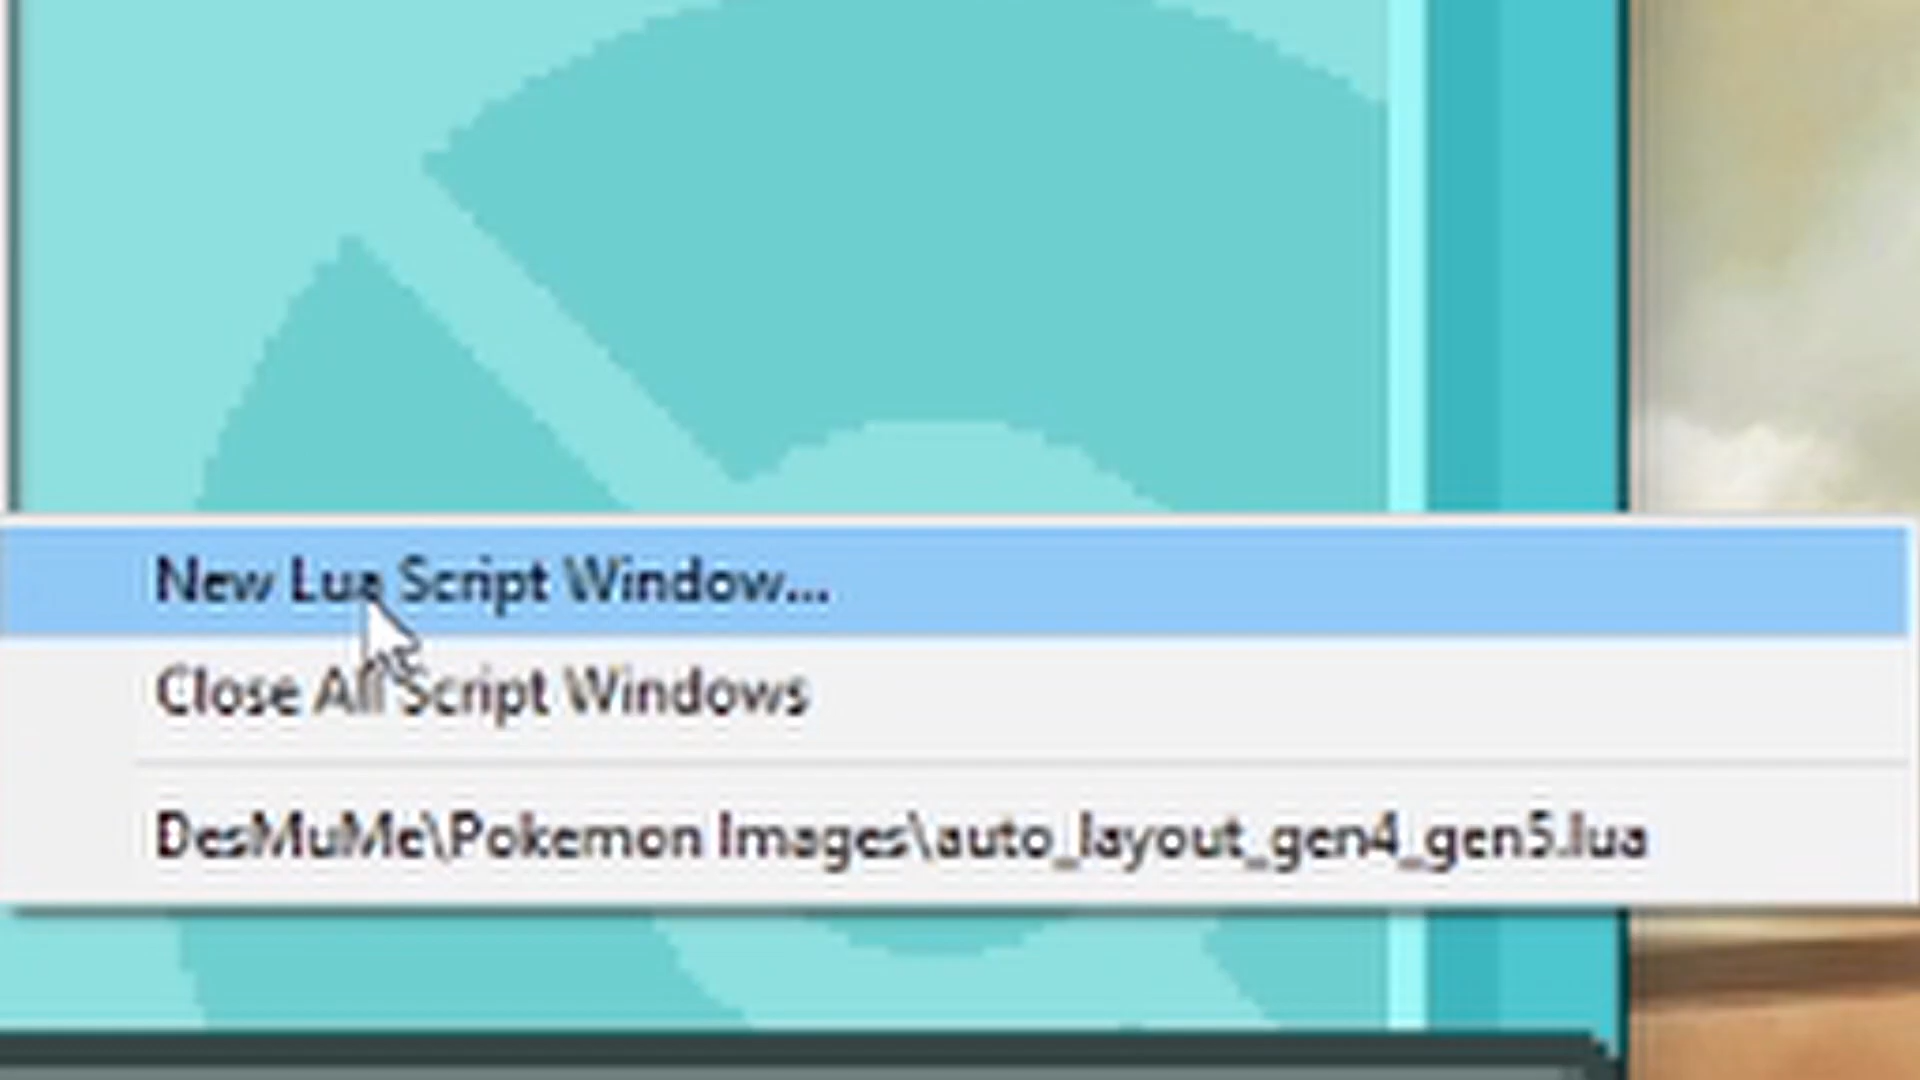 New Lua Script Window...
Close All Script Windows
DesMuMe\Pokemon Images\auto_layout_gen4_gen5.lua